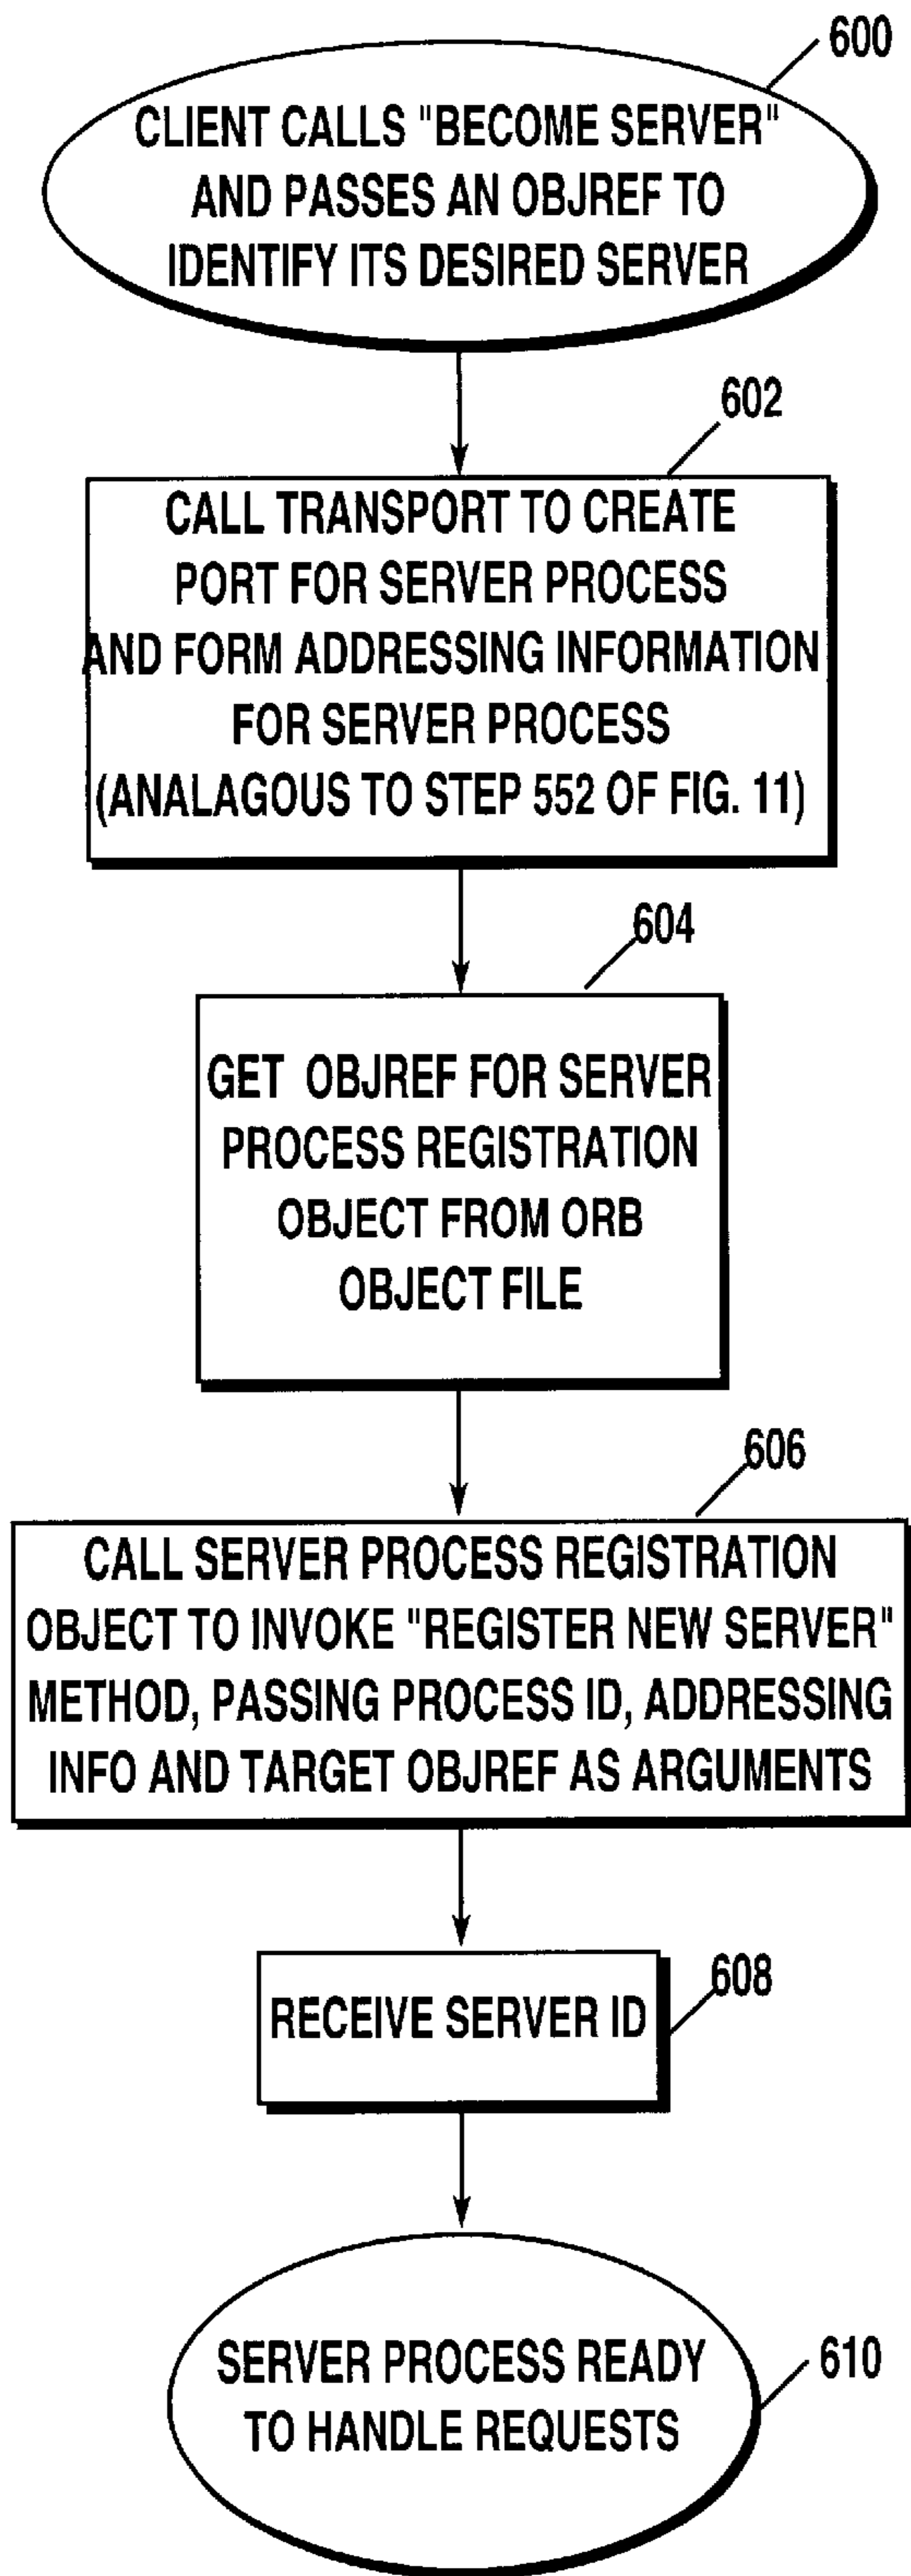 600
CLIENT CALLS "BECOME SERVER"
AND PASSES AN OBJREF TO
IDENTIFY ITS DESIRED SERVER
602
CALL TRANSPORT TO CREATE
PORT FOR SERVER PROCESS
AND FORM ADDRESSING INFORMATION
FOR SERVER PROCESS
(ANALAGOUS TO STEP 552 OF FIG. 11)
604
GET OBJREF FOR SERVER
PROCESS REGISTRATION
OBJECT FROM ORB
OBJECT FILE
606
CALL SERVER PROCESS REGISTRATION
OBJECT TO INVOKE "REGISTER NEW SERVER"
METHOD, PASSING PROCESS ID, ADDRESSING
INFO AND TARGET OBJREF AS ARGUMENTS
608
RECEIVE SERVER ID
SERVER PROCESS READY
TO HANDLE REQUESTS
610